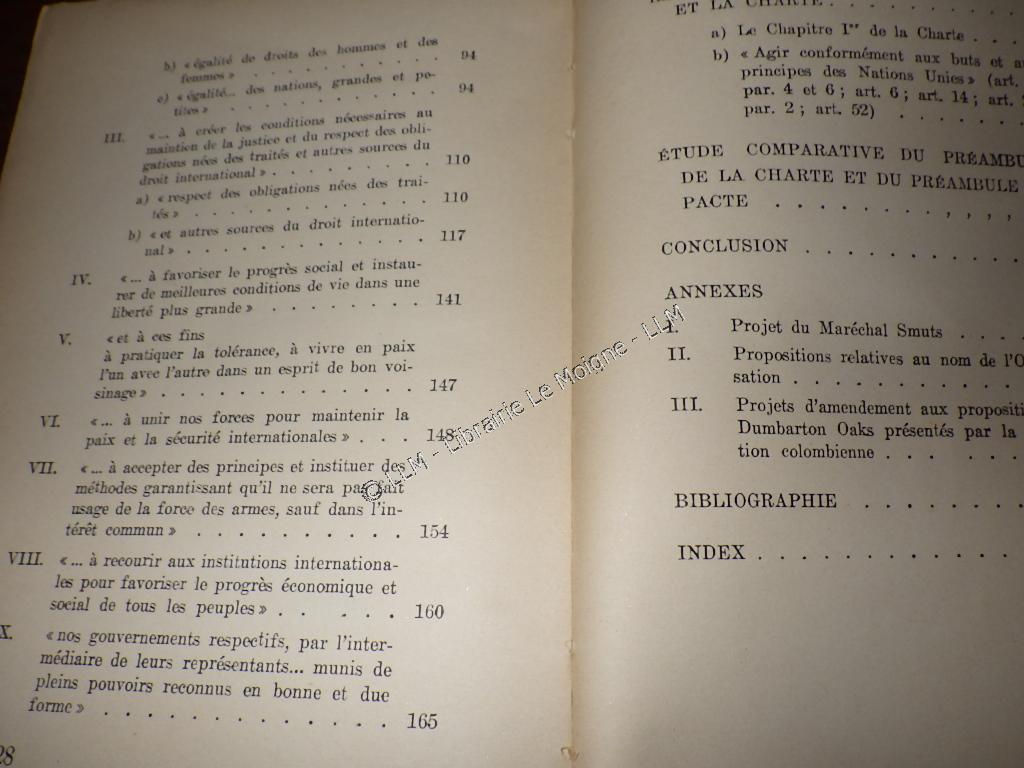 b) « égalité de droits des hommes et des
femmes » . . . . . . . . . . . 94
c) « égalité... des nations, grandes et pe-
tites » . . . . . . . . . . . . 94
III. « ... à créer les conditions nécessaires au
maintien de la justice et du respect des obli-
gations nées des traités et autres sources du
droit international » . . . . . . . 110
a) « respect des obligations nées des trai-
tés » . . . . . . . . . . . . . 110
b) « et autres sources du droit internatio-
nal » . . . . . . . . . . . . . 117
IV. « ... à favoriser le progrès social et instau-
rer de meilleures conditions de vie dans une
liberté plus grande » . . . . . . . 141
V. « et à ces fins
à pratiquer la tolérance, à vivre en paix
l'un avec l'autre dans un esprit de bon voi-
sinage » . . . . . . . . . . . . 147
VI. « ... à unir nos forces pour maintenir la
paix et la sécurité internationales » . . . 148
VII. « ... à accepter des principes et instituer des
méthodes garantissant qu'il ne sera pas fait
usage de la force des armes, sauf dans l'in-
térêt commun » . . . . . . . . . . 154
VIII. « ... à recourir aux institutions internationa-
les pour favoriser le progrès économique et
social de tous les peuples » . . . . . 160
X. « nos gouvernements respectifs, par l'inter-
médiaire de leurs représentants... munis de
pleins pouvoirs reconnus en bonne et due
forme » . . . . . . . . . . . . . 165
28
ET LA CHARTE . . . . . . . . .
a) Le Chapitre Ier de la Charte . . .
b) « Agir conformément aux buts et au
principes des Nations Unies » (art.
par. 4 et 6 ; art. 6 ; art. 14 ; art.
par. 2 ; art. 52) . . . . . . .
ÉTUDE COMPARATIVE DU PRÉAMBU
DE LA CHARTE ET DU PRÉAMBULE
PACTE . . . . . . . . , , , ,
CONCLUSION . . . . . . . . . . .
ANNEXES
I. Projet du Maréchal Smuts . . . .
II. Propositions relatives au nom de l'O
sation . . . . . . . . . . . .
III. Projets d'amendement aux propositi
Dumbarton Oaks présentés par la
tion colombienne . . . . . . .
BIBLIOGRAPHIE . . . . . . . .
INDEX . . . . . . . . . . . .
© LLM - Librairie Le Moigne - LLM